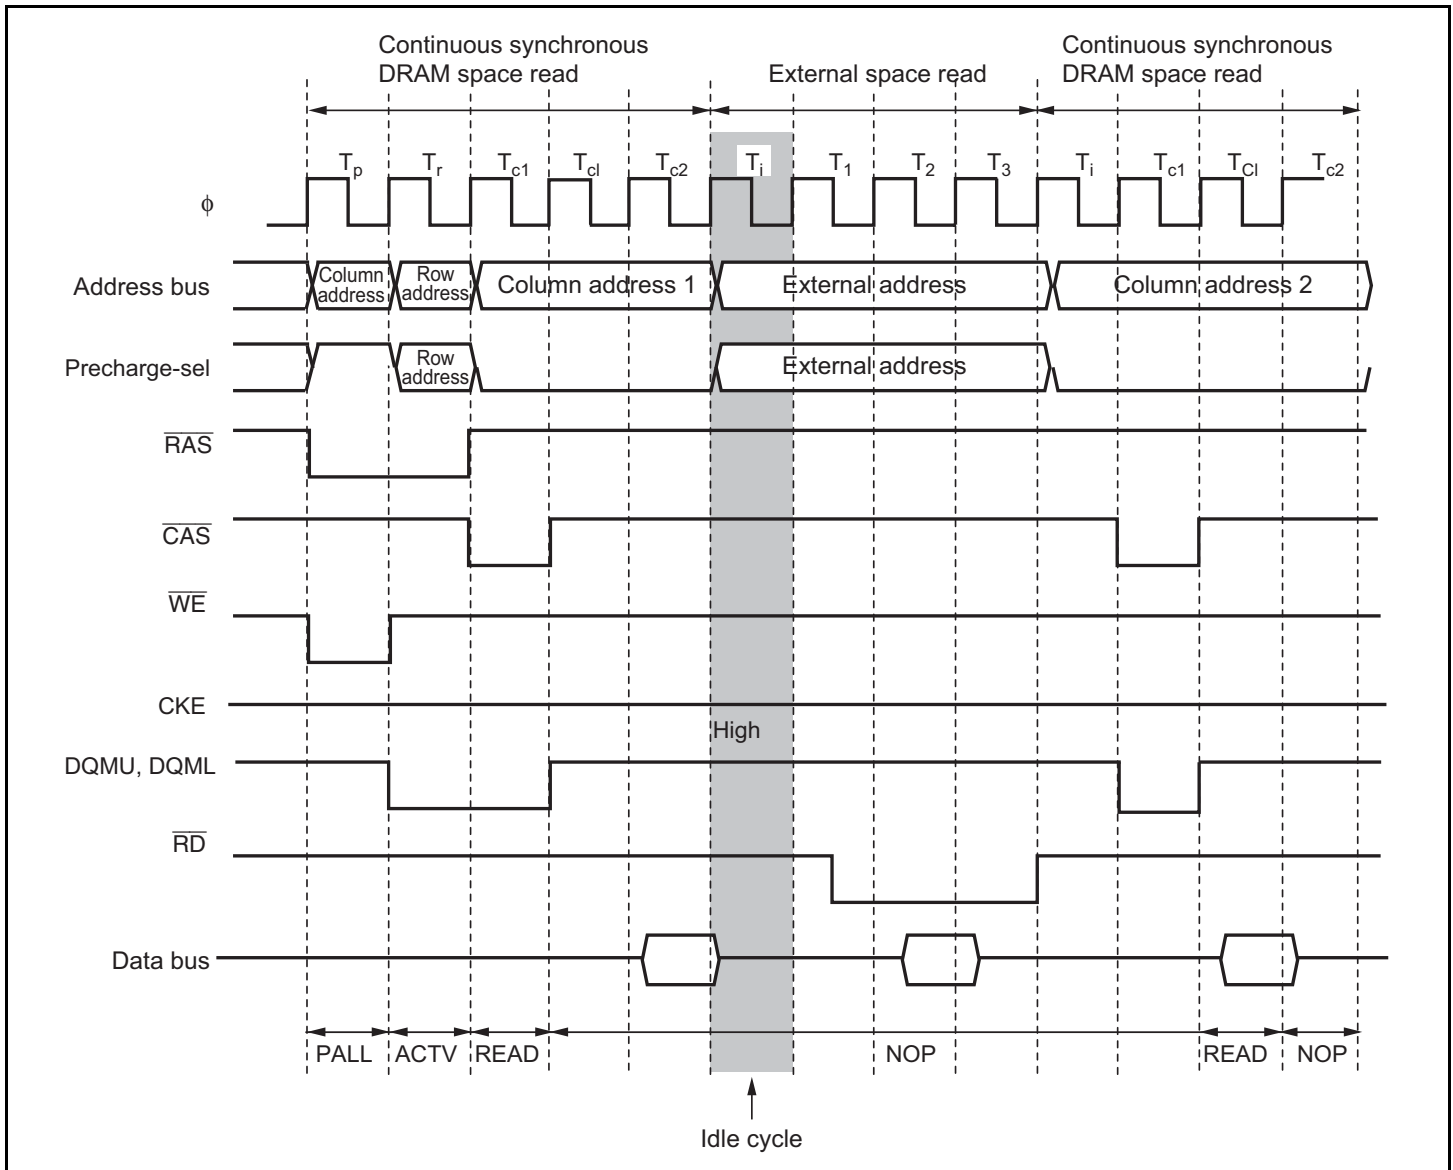 Continuous synchronous
DRAM space read
External space read
Continuous synchronous
DRAM space read
Tp Tr Tc1 Tcl Tc2 Ti T1 T2 T3 Ti Tc1 TCl Tc2
ϕ
Address bus
Column address
Row address
Column address 1
External address
Column address 2
Precharge-sel
Row address
External address
RAS
CAS
WE
CKE
High
DQMU, DQML
RD
Data bus
PALL ACTV READ NOP READ NOP
Idle cycle